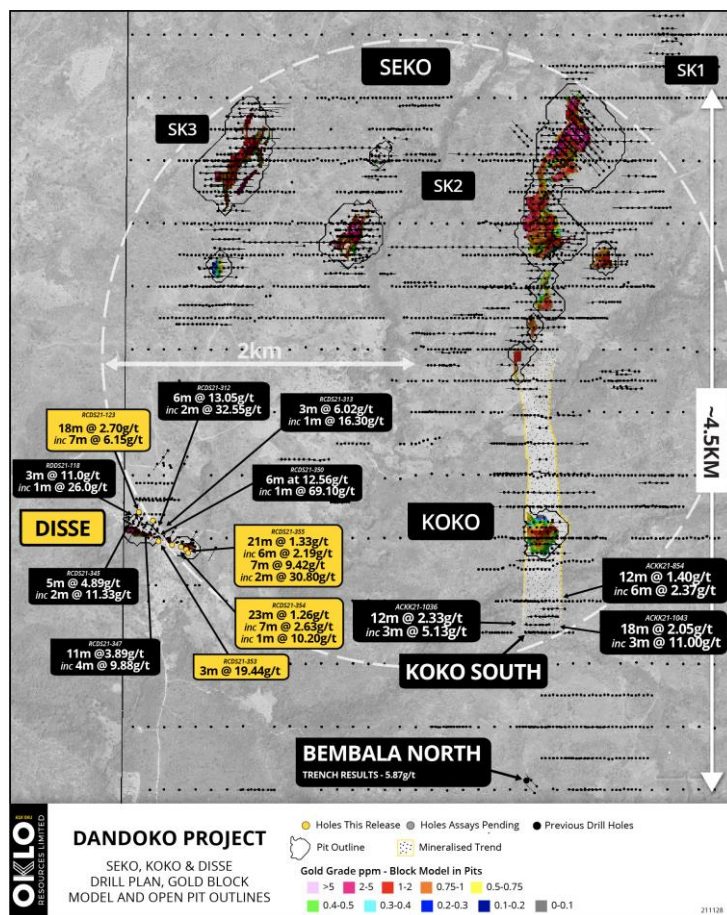 SEKO
SK1
SK3
SK2
2km
~4.5KM
RCDS21-312
6m @ 13.05g/t
inc 2m @ 32.55g/t
RCDS21-313
3m @ 6.02g/t
inc 1m @ 16.30g/t
RCDS21-123
18m @ 2.70g/t
inc 7m @ 6.15g/t
RDDS21-118
3m @ 11.0g/t
inc 1m @ 26.0g/t
RCDS21-350
6m at 12.56g/t
inc 1m @ 69.10g/t
DISSE
KOKO
RCDS21-355
21m @ 1.33g/t
inc 6m @ 2.19g/t
7m @ 9.42g/t
inc 2m @ 30.80g/t
RCDS21-345
5m @ 4.89g/t
inc 2m @ 11.33g/t
ACKK21-854
12m @ 1.40g/t
inc 6m @ 2.37g/t
RCDS21-354
23m @ 1.26g/t
inc 7m @ 2.63g/t
inc 1m @ 10.20g/t
ACKK21-1036
12m @ 2.33g/t
inc 3m @ 5.13g/t
ACKK21-1043
18m @ 2.05g/t
inc 3m @ 11.00g/t
RCDS21-347
11m @3.89g/t
inc 4m @ 9.88g/t
RCDS21-353
3m @ 19.44g/t
KOKO SOUTH
BEMBALA NORTH
TRENCH RESULTS - 5.87g/t
OKLO
RESOURCES LIMITED
DANDOKO PROJECT
SEKO, KOKO & DISSE
DRILL PLAN, GOLD BLOCK
MODEL AND OPEN PIT OUTLINES
Holes This Release
Holes Assays Pending
Previous Drill Holes
Pit Outline
Mineralised Trend
Gold Grade ppm - Block Model in Pits
>5
2-5
1-2
0.75-1
0.5-0.75
0.4-0.5
0.3-0.4
0.2-0.3
0.1-0.2
0-0.1
211128